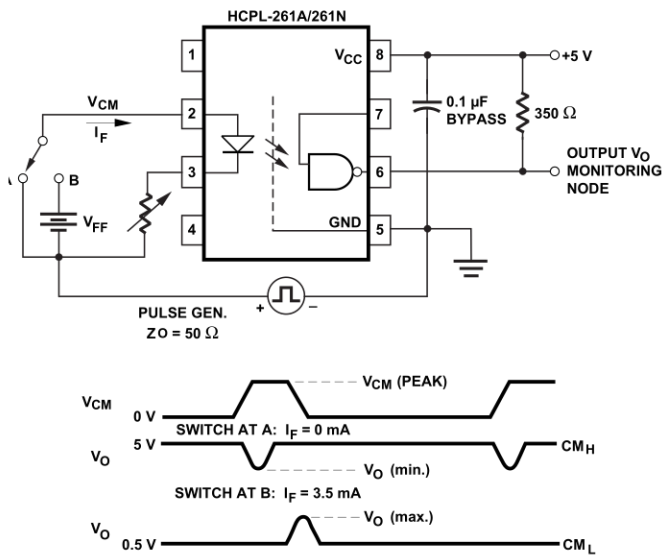 HCPL-261A/261N
1
VCC
8
+5 V
VCM
IF
2
7
0.1 µF
BYPASS
350 Ω
3
6
OUTPUT VO
MONITORING
NODE
B
VFF
4
GND
5
+
–
PULSE GEN.
ZO = 50 Ω
VCM (PEAK)
VCM
0 V
SWITCH AT A: IF = 0 mA
VO
5 V
CMH
VO (min.)
SWITCH AT B: IF = 3.5 mA
VO (max.)
VO
0.5 V
CML